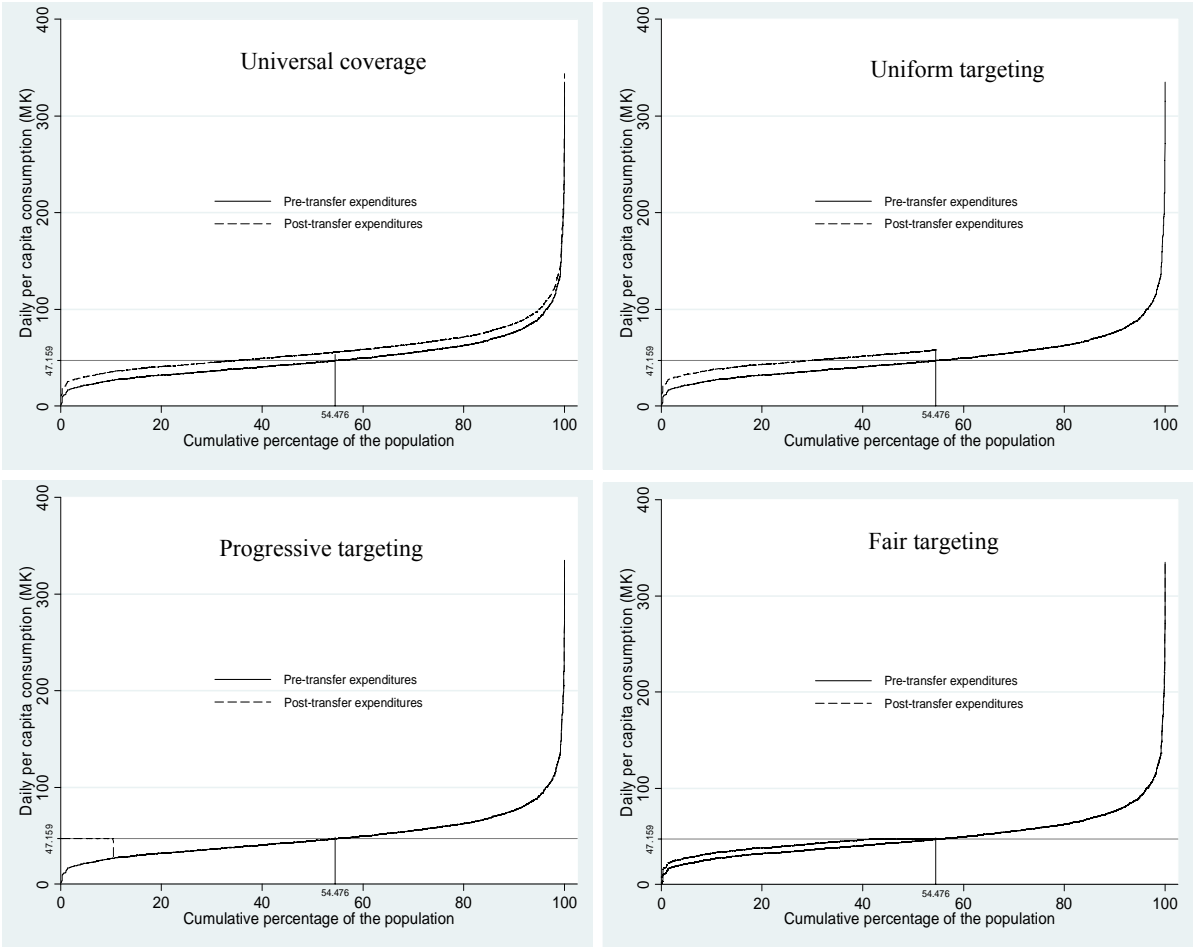 Universal coverage
Daily per capita consumption (MK)
400
300
200
100
47.159
0
Pre-transfer expenditures
Post-transfer expenditures
54.476
0 20 40 60 80 100
Cumulative percentage of the population
Uniform targeting
Daily per capita consumption (MK)
400
300
200
100
47.159
0
Pre-transfer expenditures
Post-transfer expenditures
54.476
0 20 40 60 80 100
Cumulative percentage of the population
Progressive targeting
Daily per capita consumption (MK)
400
300
200
100
47.159
0
Pre-transfer expenditures
Post-transfer expenditures
54.476
0 20 40 60 80 100
Cumulative percentage of the population
Fair targeting
Daily per capita consumption (MK)
400
300
200
100
47.159
0
Pre-transfer expenditures
Post-transfer expenditures
54.476
0 20 40 60 80 100
Cumulative percentage of the population